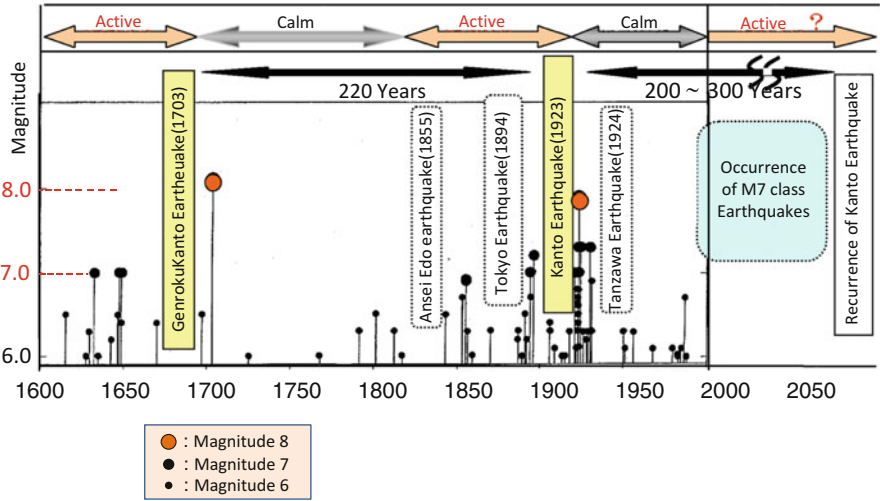 Active
Calm
Active
Calm
Active ?
220 Years
200 ~ 300 Years
Magnitude
8.0
7.0
6.0
GenrokuKanto Eartheuake(1703)
Ansei Edo earthquake(1855)
Tokyo Earthquake(1894)
Kanto Earthquake(1923)
Tanzawa Earthquake(1924)
Occurrence
of M7 class
Earthquakes
Recurrence of Kanto Earthquake
1600 1650 1700 1750 1800 1850 1900 1950 2000 2050
: Magnitude 8
: Magnitude 7
: Magnitude 6